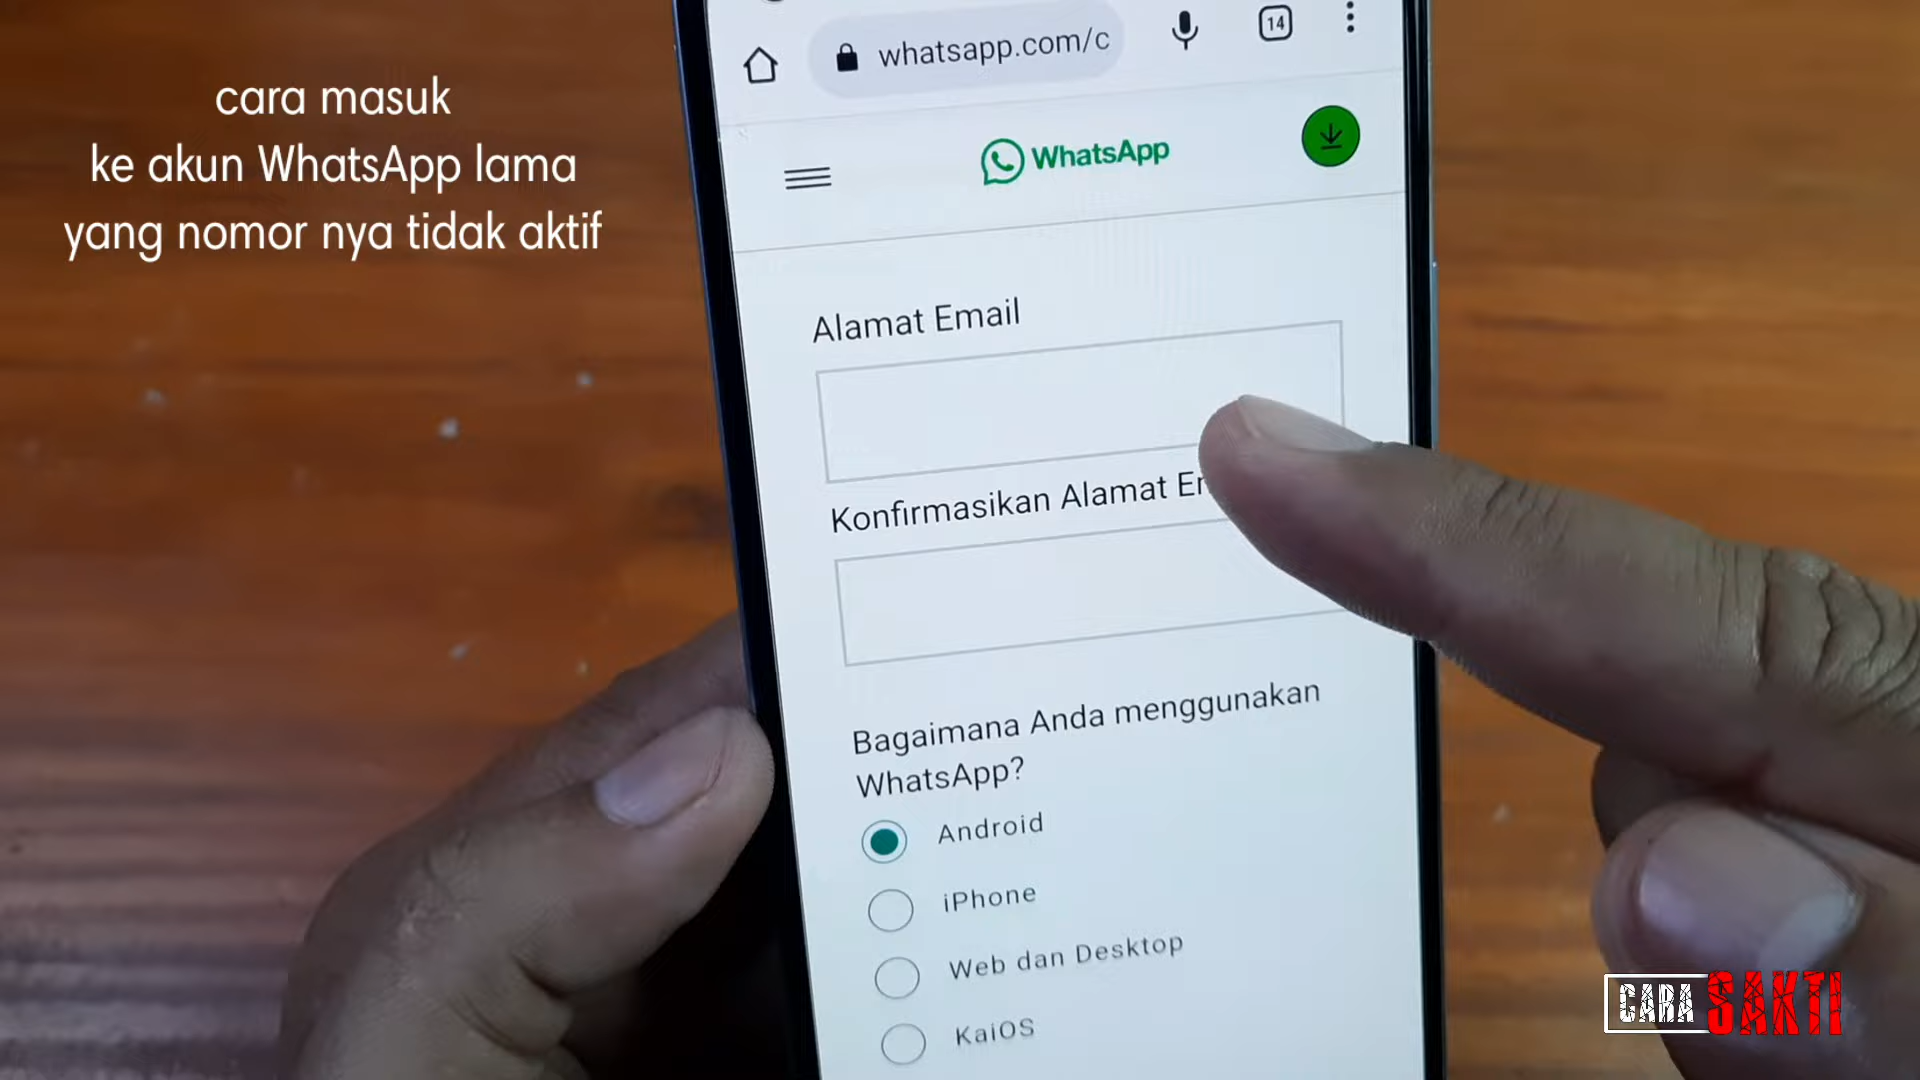 cara masuk
ke akun WhatsApp lama
yang nomor nya tidak aktif
whatsapp.com/c
14
WhatsApp
Alamat Email
Konfirmasikan Alamat
Bagaimana Anda menggunakan
WhatsApp?
Android
iPhone
Web dan Desktop
KaiOS
CARA SAKTI